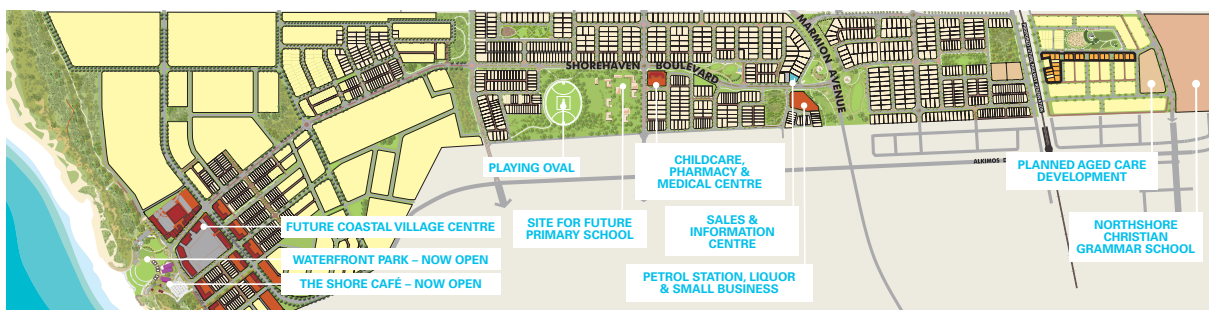 SHOREHAVEN BOULEVARD
MARMION AVENUE
PLAYING OVAL
CHILDCARE,
PHARMACY &
MEDICAL CENTRE
ALKIMOS
PLANNED AGED CARE
DEVELOPMENT
SITE FOR FUTURE
PRIMARY SCHOOL
SALES &
INFORMATION
CENTRE
NORTHSHORE
CHRISTIAN
GRAMMAR SCHOOL
FUTURE COASTAL VILLAGE CENTRE
WATERFRONT PARK – NOW OPEN
THE SHORE CAFÉ – NOW OPEN
PETROL STATION, LIQUOR
& SMALL BUSINESS